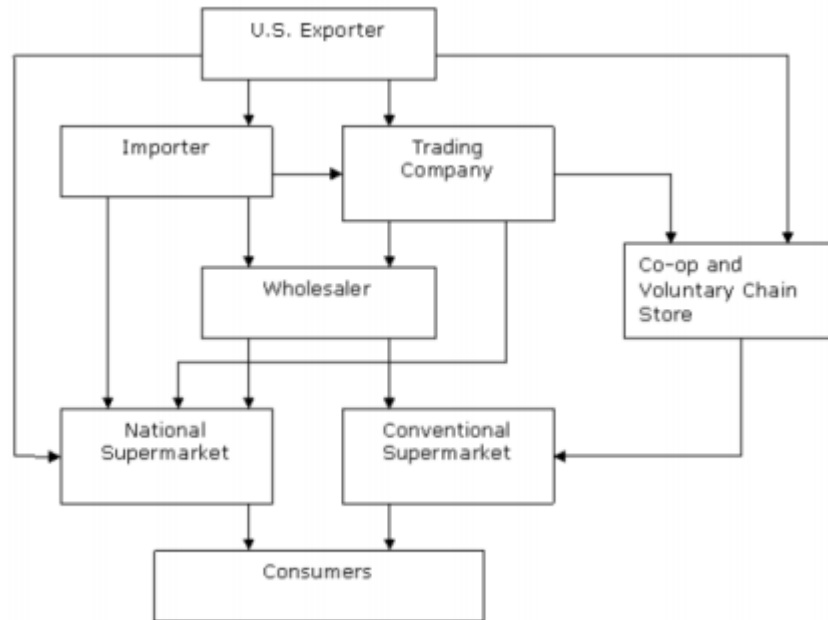 U.S. Exporter
Importer
Trading
Company
Co-op and
Voluntary Chain
Store
Wholesaler
National
Supermarket
Conventional
Supermarket
Consumers